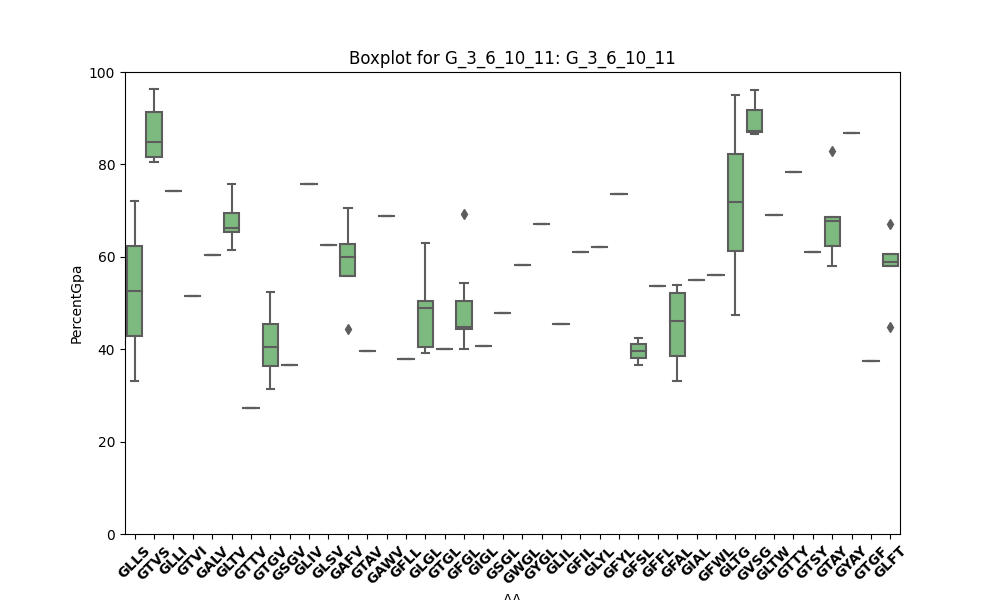 Boxplot for G_3_6_10_11: G_3_6_10_11
PercentGpa
100
80
60
40
20
0
GLLS
GTVS
GLLI
GTVI
GALV
GLTV
GTTV
GTGV
GSGV
GLIV
GLSV
GAFV
GTAV
GAWV
GFLL
GLGL
GTGL
GFGL
GIGL
GSGL
GWGL
GYGL
GLIL
GFIL
GLYL
GFYL
GFSL
GFFL
GFAL
GIAL
GFWL
GLTG
GVSG
GLTW
GTTY
GTSY
GTAY
GYAY
GTGF
GLFT